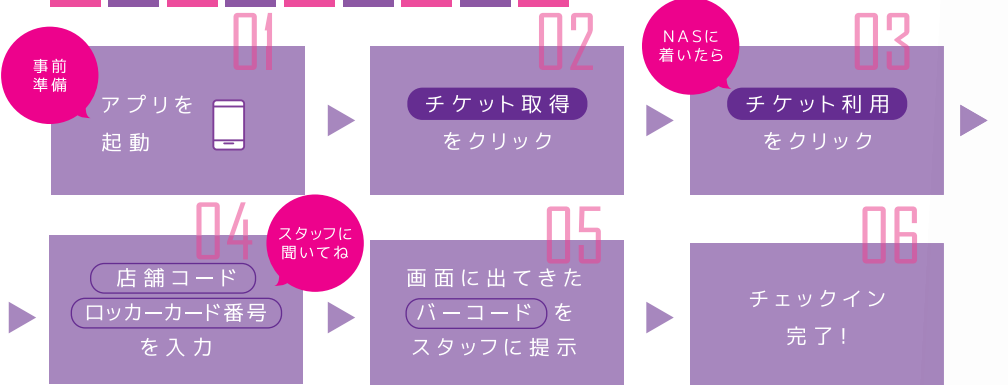 01
事前
準備
アプリを
起動
02
チケット取得
をクリック
03
NASに
着いたら
チケット利用
をクリック
04
スタッフに
聞いてね
店舗コード
ロッカーカード番号
を入力
05
画面に出てきた
バーコード を
スタッフに提示
06
チェックイン
完了!